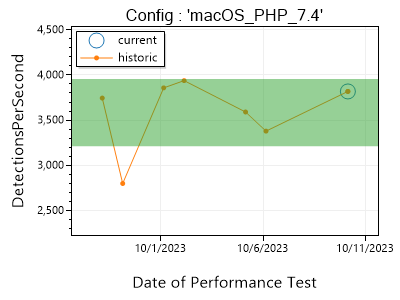 Config : 'macOS_PHP_7.4'
4,500
4,000
3,500
3,000
2,500
current
historic
DetectionsPerSecond
10/1/2023
10/6/2023
10/11/2023
Date of Performance Test